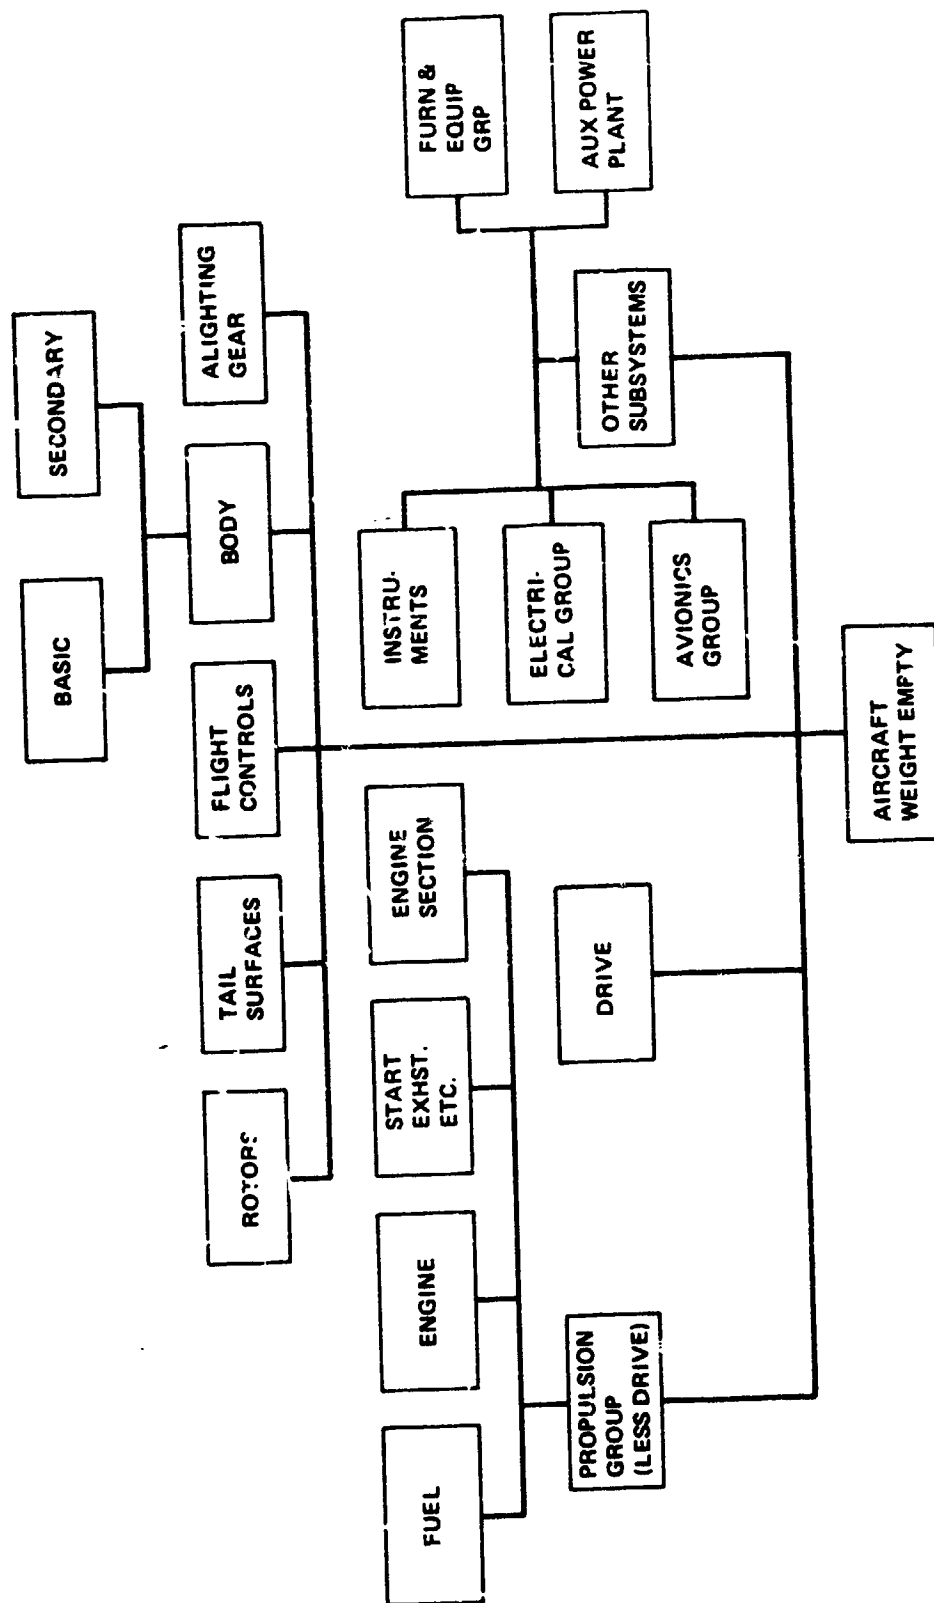 BASIC
SECONDARY
ROTORS
TAIL
SURFACES
FLIGHT
CONTROLS
BODY
ALIGHTING
GEAR
FUEL
ENGINE
START
EXHST.
ETC.
ENGINE
SECTION
INSTRU-
MENTS
ELECTRI-
CAL GROUP
AVIONICS
GROUP
FURN &
EQUIP
GRP
AUX POWER
PLANT
PROPULSION
GROUP
(LESS DRIVE)
DRIVE
OTHER
SUBSYSTEMS
AIRCRAFT
WEIGHT EMPTY